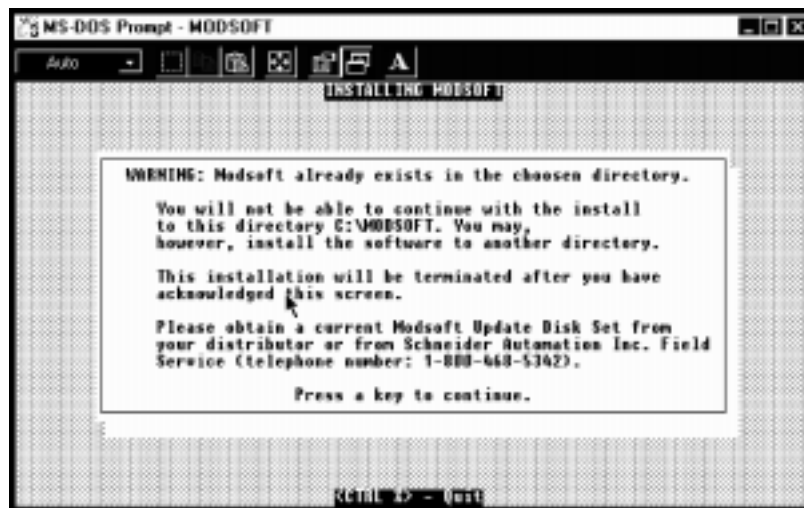 MS-DOS Prompt - MODSOFT
Auto
A
INSTALLING MODSOFT
WARNING: Modsoft already exists in the choosen directory.
You will not be able to continue with the install
to this directory C:\MODSOFT. You may,
however, install the software to another directory.
This installation will be terminated after you have
acknowledged this screen.
Please obtain a current Modsoft Update Disk Set from
your distributor or from Schneider Automation Inc. Field
Service (telephone number: 1-800-468-5342).
Press a key to continue.
- Quit